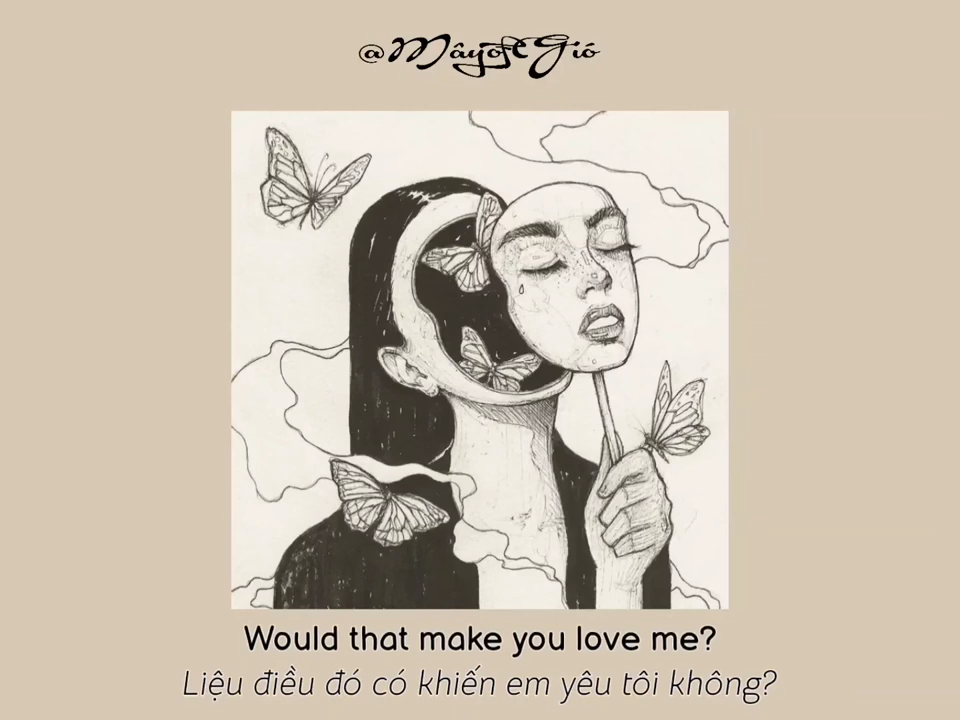 @MâyofGió
Would that make you love me?
Liệu điều đó có khiến em yêu tôi không?